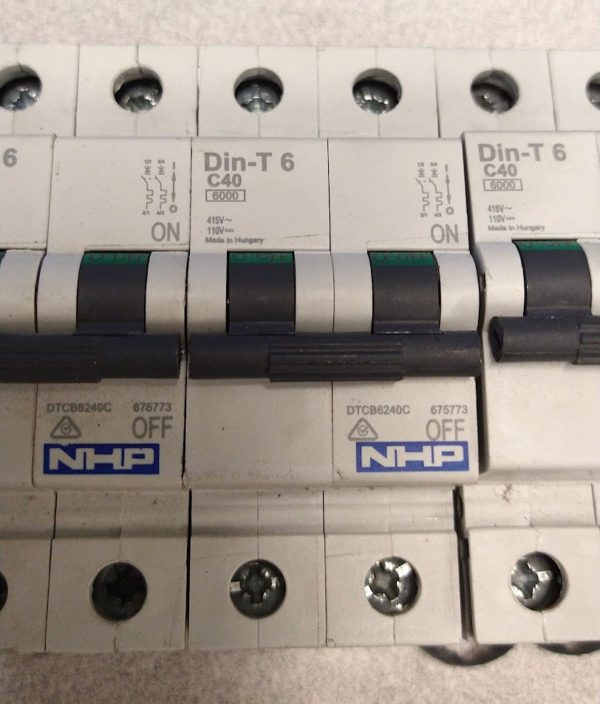 6
ON
DTCB6240C 675773
OFF
NHP
Din-T 6
C40
6000
415V~
110V⎓
Made in Hungary
ON
DTCB6240C 675773
OFF
NHP
Din-T 6
C40
6000
415V~
110V⎓
Made in Hungary